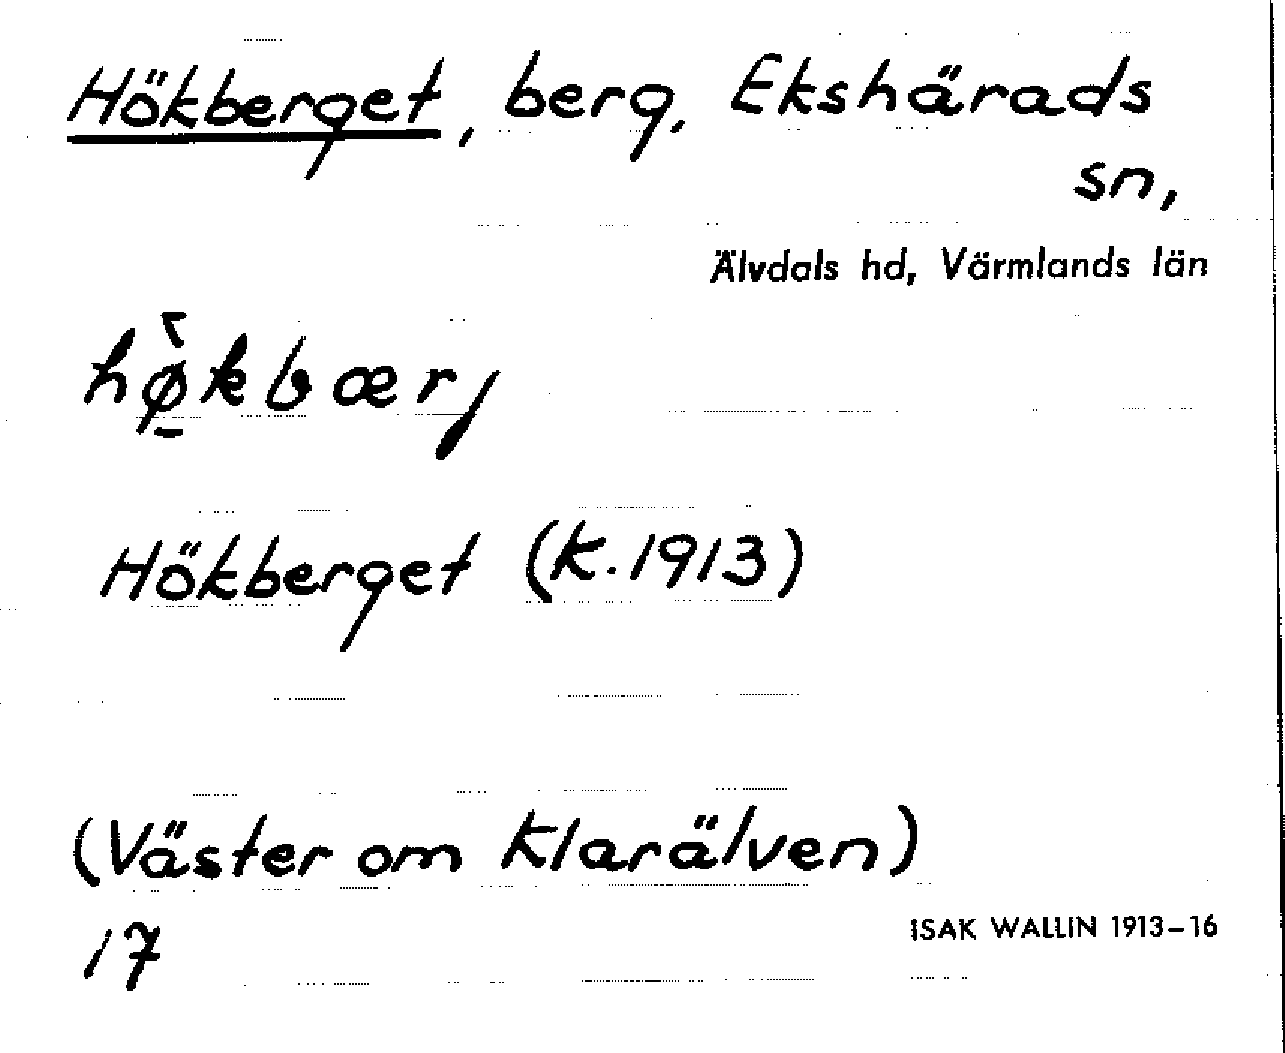 Hökberget, berg, Ekshärads
sn,
Älvdals hd, Värmlands län
hø̠̀kbærj
Hökberget (k. 1913)
(Väster om Klarälven)
17
ISAK WALLIN 1913–16